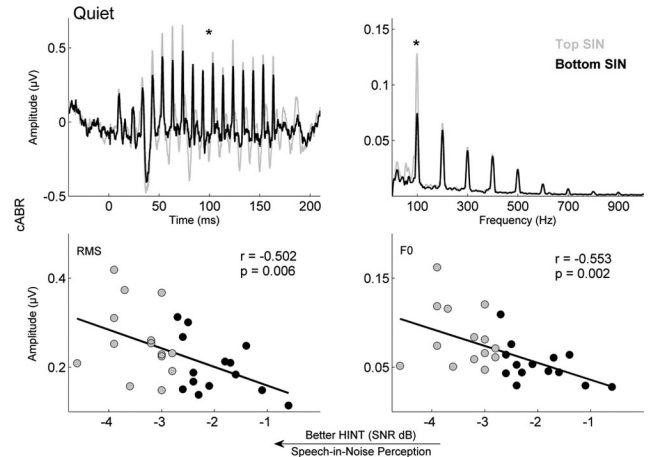 Quiet
*
*
Top SIN
Bottom SIN
Amplitude (µV)
0.5
0
-0.5
0 50 100 150 200
Time (ms)
0.15
0.1
0.05
100 300 500 700 900
Frequency (Hz)
cABR
RMS
r = -0.502
p = 0.006
Amplitude (µV)
0.4
0.2
-4 -3 -2 -1
F0
r = -0.553
p = 0.002
0.15
0.1
0.05
-4 -3 -2 -1
Better HINT (SNR dB)
Speech-in-Noise Perception